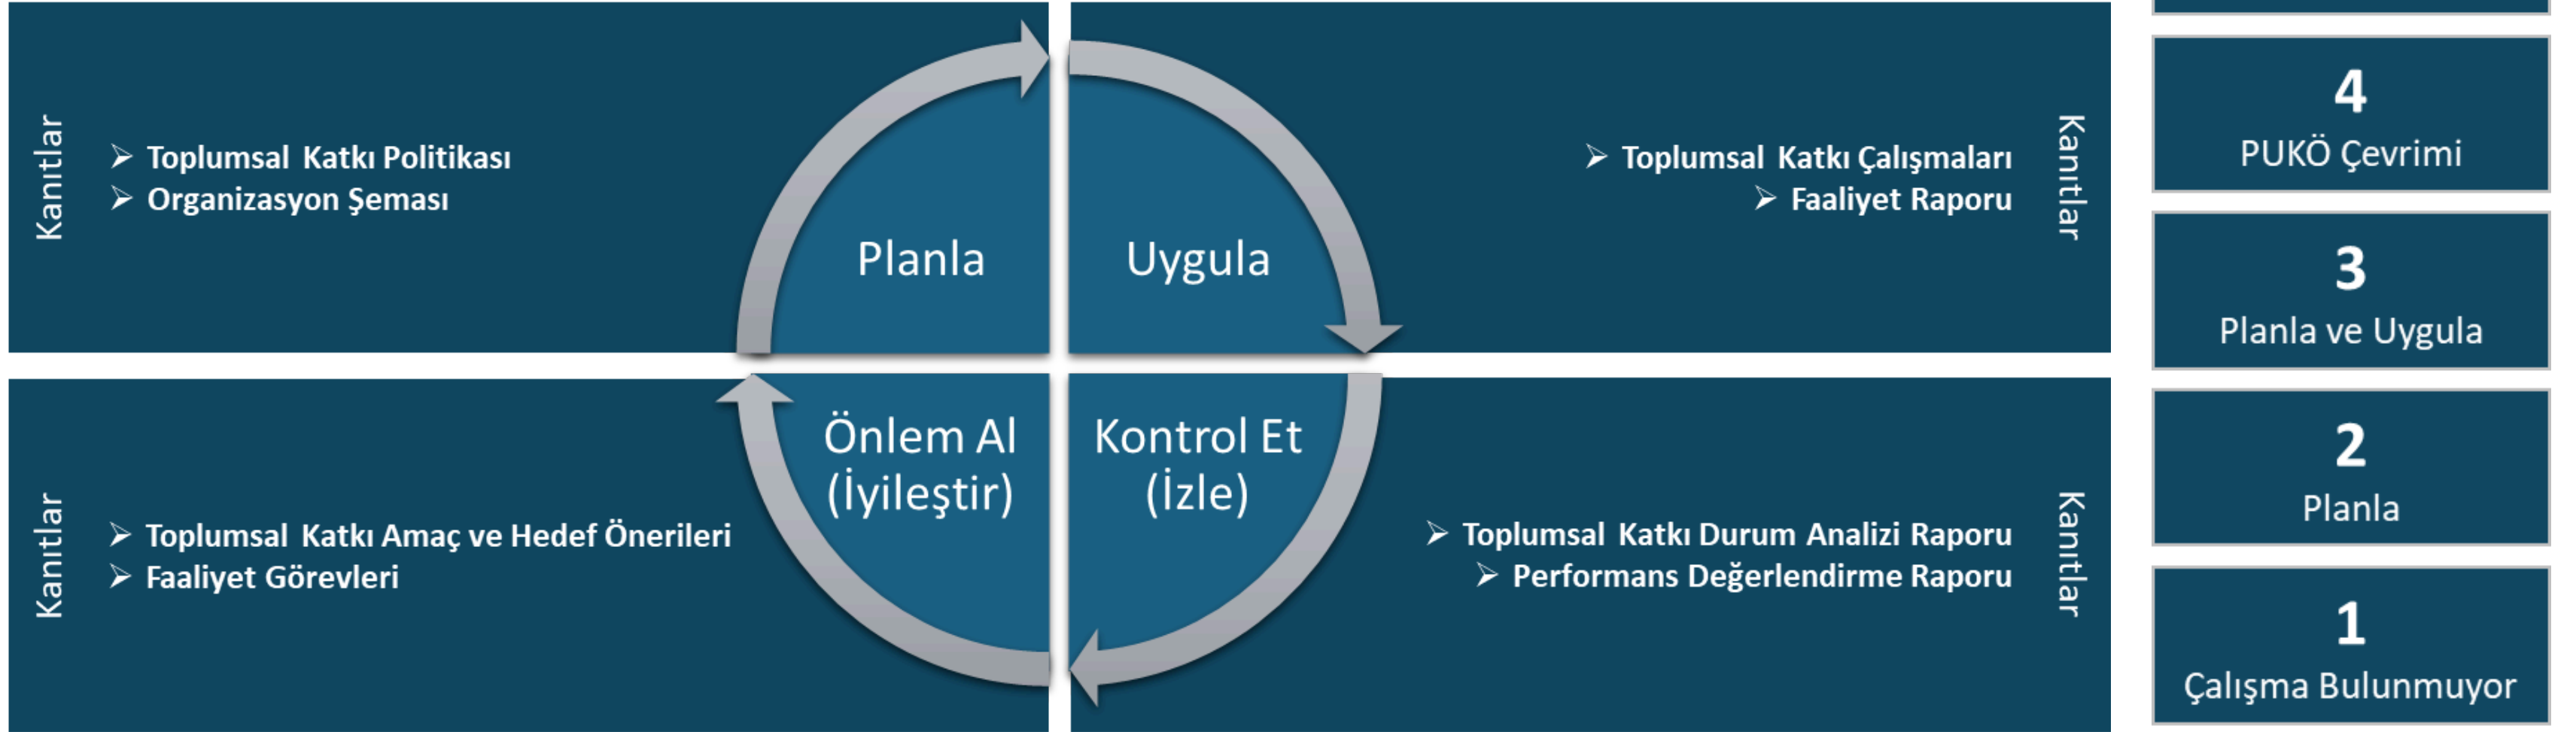 Kanıtlar
➢ Toplumsal Katkı Politikası
➢ Organizasyon Şeması
Planla
Uygula
➢ Toplumsal Katkı Çalışmaları
➢ Faaliyet Raporu
Kanıtlar
Kanıtlar
➢ Toplumsal Katkı Amaç ve Hedef Önerileri
➢ Faaliyet Görevleri
Önlem Al
(İyileştir)
Kontrol Et
(İzle)
➢ Toplumsal Katkı Durum Analizi Raporu
➢ Performans Değerlendirme Raporu
Kanıtlar
4
PUKÖ Çevrimi
3
Planla ve Uygula
2
Planla
1
Çalışma Bulunmuyor